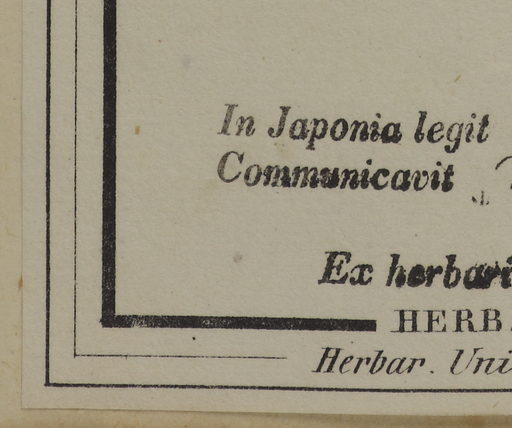 In Japonia legit
Communicavit
Ex herbari
HERB
Herbar. Uni